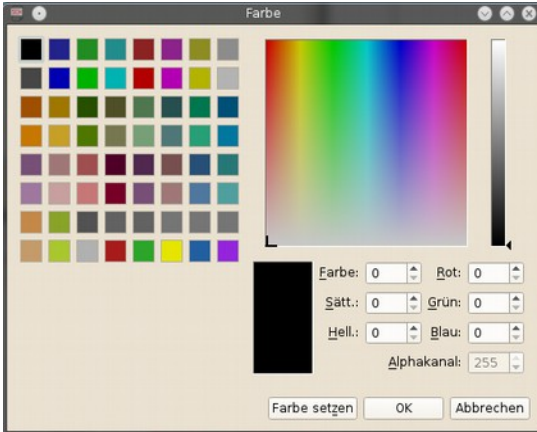 Farbe
Farbe: 0 Rot: 0
Sätt.: 0 Grün: 0
Hell.: 0 Blau: 0
Alphakanal: 255
Farbe setzen OK Abbrechen